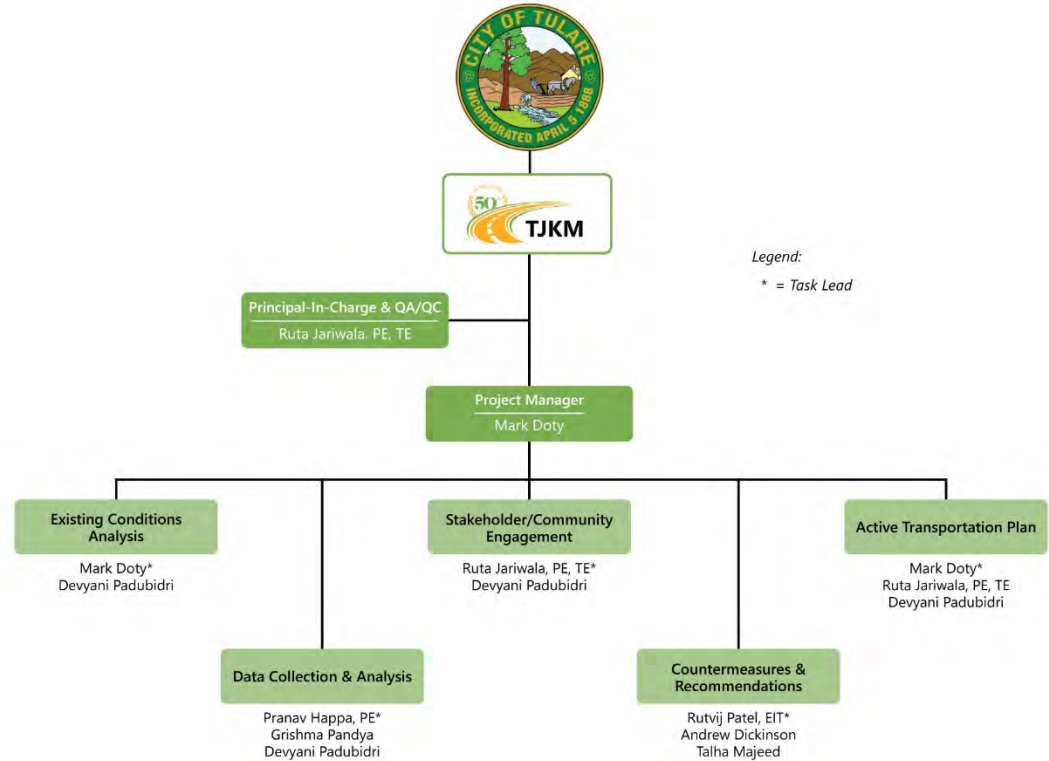 CITY OF TULARE
INCORPORATED APRIL 5 1888
50
TJKM
Legend:
* = Task Lead
Principal-In-Charge & QA/QC
Ruta Jariwala, PE, TE
Project Manager
Mark Doty
Existing Conditions
Analysis
Mark Doty*
Devyani Padubidri
Stakeholder/Community
Engagement
Ruta Jariwala, PE, TE*
Devyani Padubidri
Active Transportation Plan
Mark Doty*
Ruta Jariwala, PE, TE
Devyani Padubidri
Data Collection & Analysis
Pranav Happa, PE*
Grishma Pandya
Devyani Padubidri
Countermeasures &
Recommendations
Rutvij Patel, EIT*
Andrew Dickinson
Talha Majeed